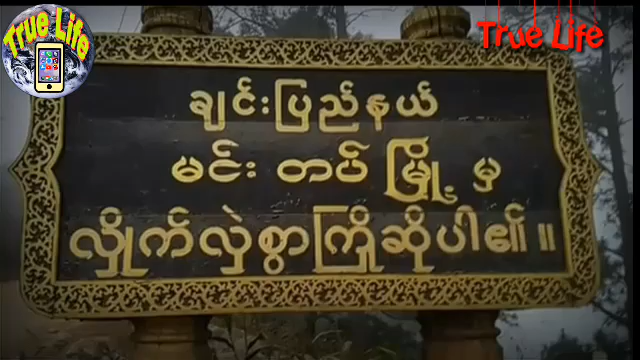 True Life
True Life
ချင်းပြည်နယ်
မင်း တပ် မြို့ မှ
လှိုက်လှဲစွာကြိုဆိုပါ၏။